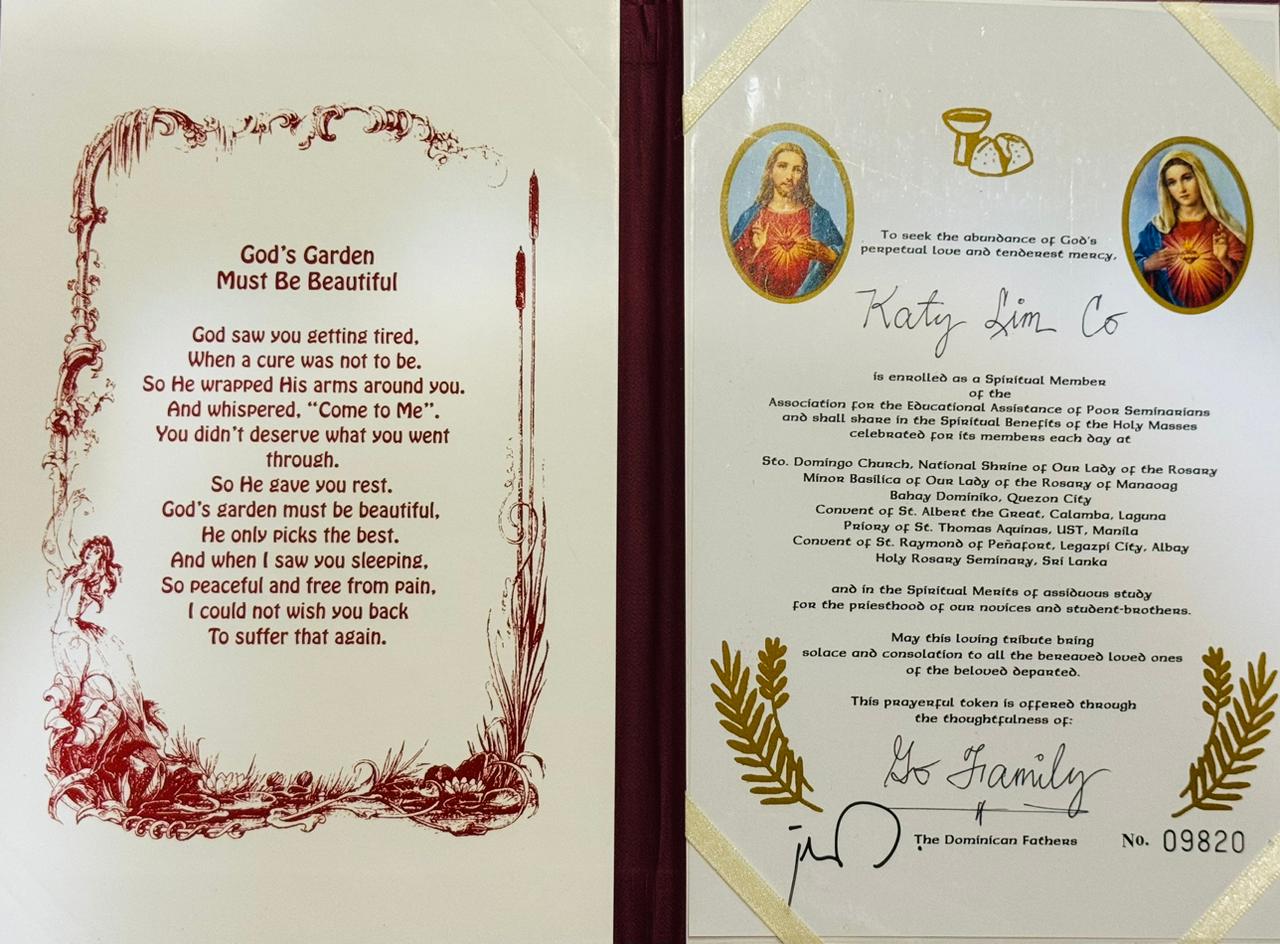 God's Garden
Must Be Beautiful
God saw you getting tired,
When a cure was not to be.
So He wrapped His arms around you.
And whispered, “Come to Me”.
You didn't deserve what you went
through.
So He gave you rest.
God's garden must be beautiful,
He only picks the best.
And when I saw you sleeping,
So peaceful and free from pain,
I could not wish you back
To suffer that again.
To seek the abundance of God's
perpetual love and tenderest mercy,
Katy Lim Co
is enrolled as a Spiritual Member
of the
Association for the Educational Assistance of Poor Seminarians
and shall share in the Spiritual Benefits of the Holy Masses
celebrated for its members each day at
Sto. Domingo Church, National Shrine of Our Lady of the Rosary
Minor Basilica of Our Lady of the Rosary of Manaoag
Bahay Dominiko, Quezon City
Convent of St. Albert the Great, Calamba, Laguna
Priory of St. Thomas Aquinas, UST, Manila
Convent of St. Raymond of Peñafort, Legazpi City, Albay
Holy Rosary Seminary, Sri Lanka
and in the Spiritual Merits of assiduous study
for the priesthood of our novices and student-brothers.
May this loving tribute bring
solace and consolation to all the bereaved loved ones
of the beloved departed.
This prayerful token is offered through
the thoughtfulness of:
Go Family
The Dominican Fathers
No. 09820